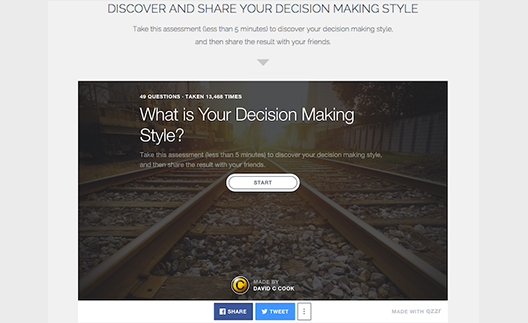 DISCOVER AND SHARE YOUR DECISION MAKING STYLE
Take this assessment (less than 5 minutes) to discover your decision making style,
and then share the result with your friends.
49 QUESTIONS · TAKEN 13,468 TIMES
What is Your Decision Making
Style?
Take this assessment (less than 5 minutes) to discover your decision making style,
and then share the result with your friends.
START
MADE BY
DAVID C COOK
SHARE
TWEET
MADE WITH